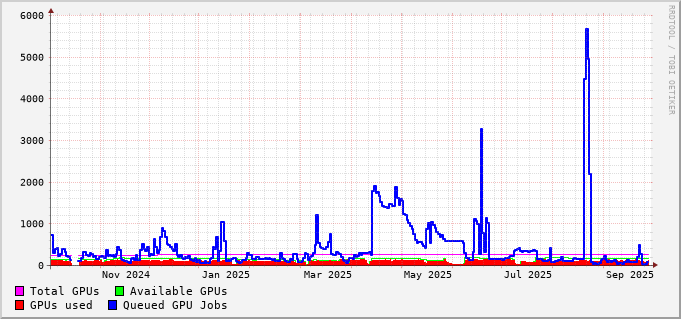 6000
5000
4000
3000
2000
1000
0
Nov 2024 Jan 2025 Mar 2025 May 2025 Jul 2025 Sep 2025
Total GPUs Available GPUs
GPUs used Queued GPU Jobs
RRDTOOL / TOBI OETIKER